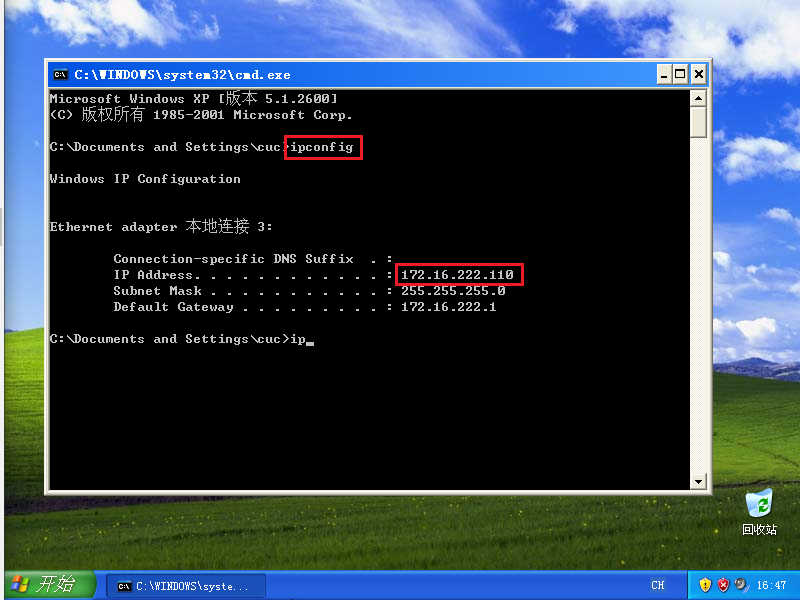 C:\WINDOWS\system32\cmd.exe
Microsoft Windows XP [版本 5.1.2600]
(C) 版权所有 1985-2001 Microsoft Corp.
C:\Documents and Settings\cuc>ipconfig
Windows IP Configuration
Ethernet adapter 本地连接 3:
Connection-specific DNS Suffix  . :
IP Address. . . . . . . . . . . . : 172.16.222.110
Subnet Mask . . . . . . . . . . . : 255.255.255.0
Default Gateway . . . . . . . . . : 172.16.222.1
C:\Documents and Settings\cuc>ip_
回收站
开始
C:\WINDOWS\syste...
CH
16:47